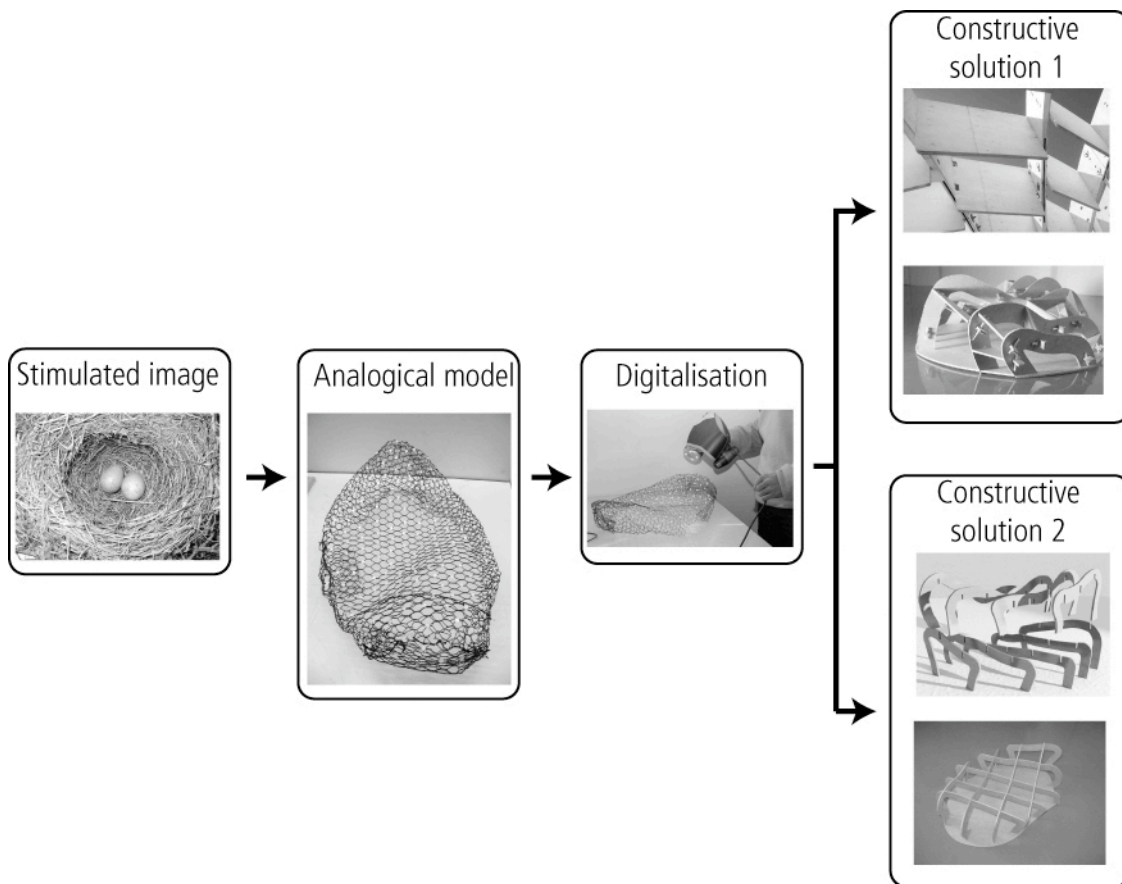 Stimulated image
Analogical model
Digitalisation
Constructive
solution 1
Constructive
solution 2